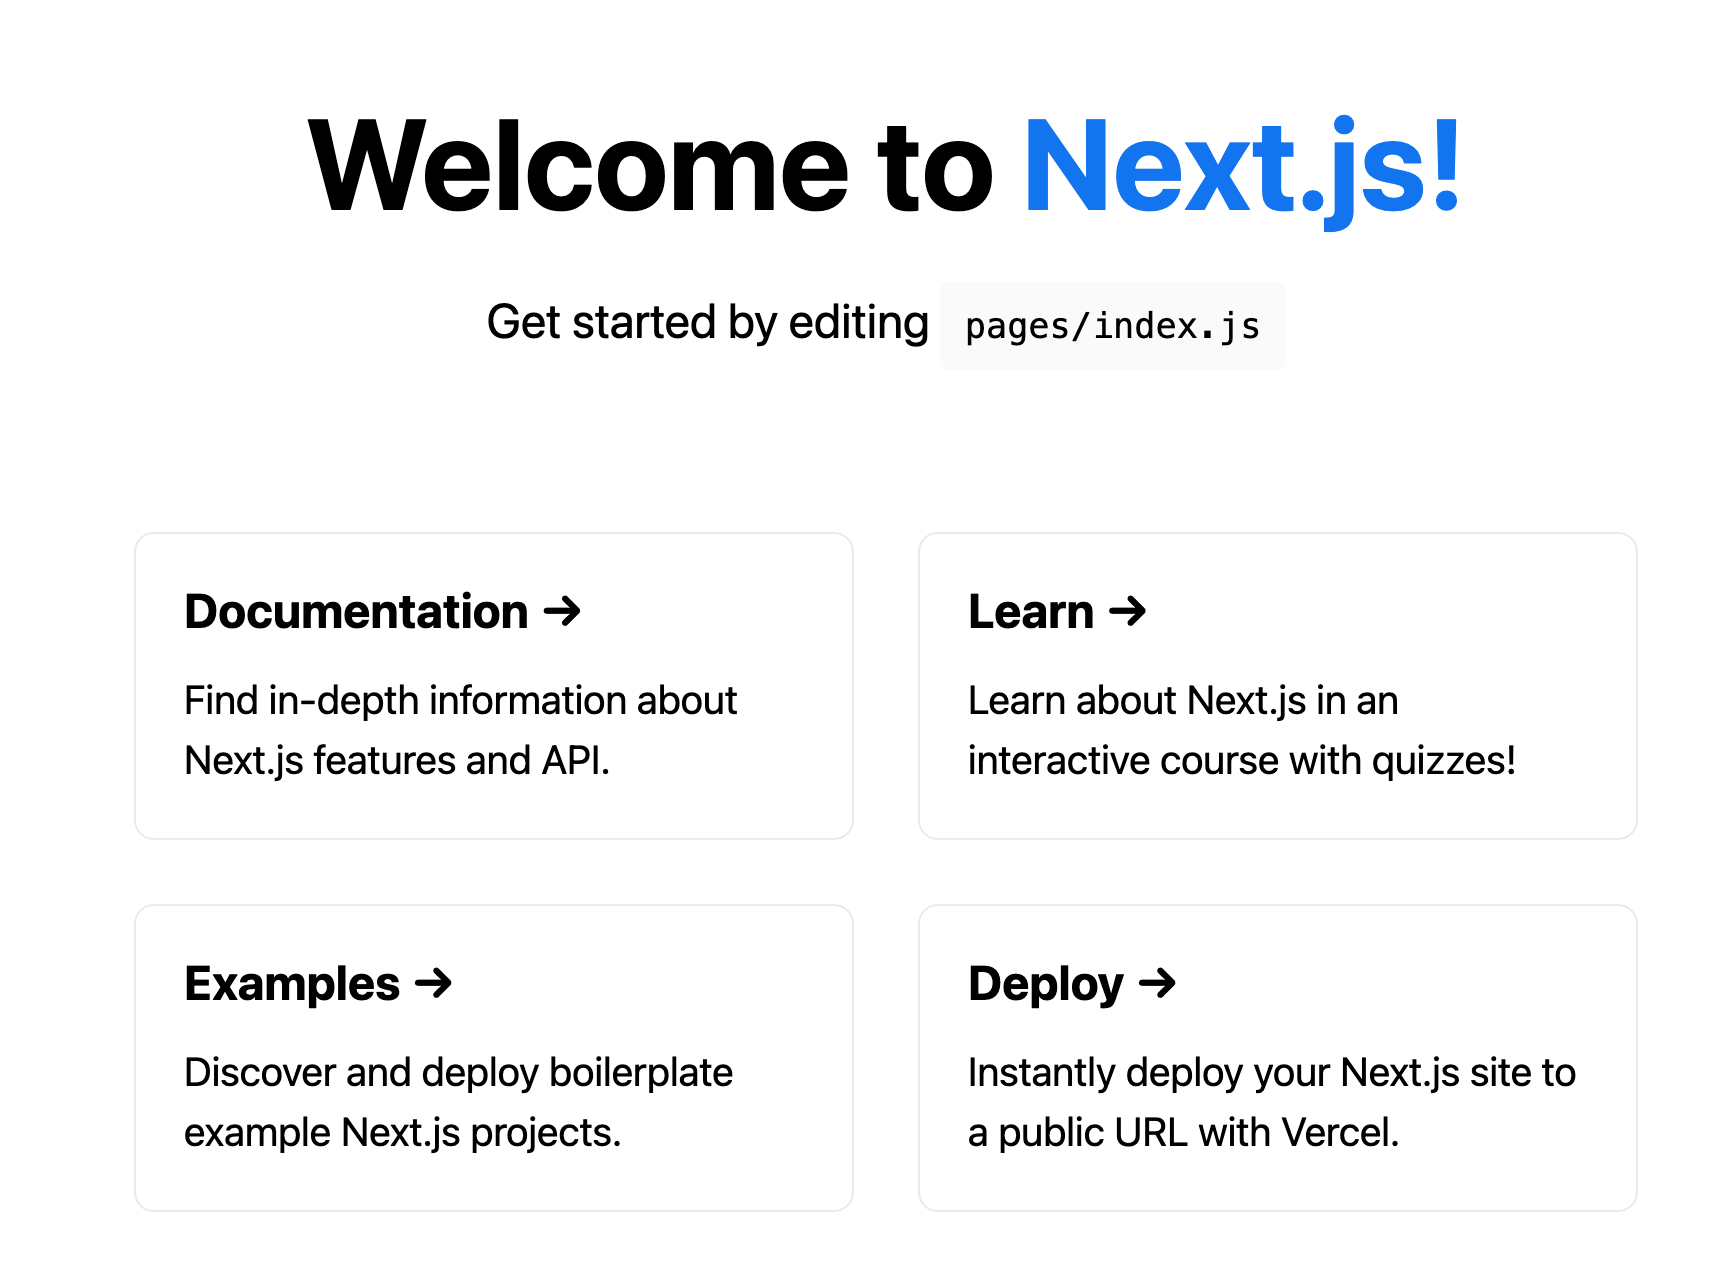 Welcome to Next.js!
Get started by editing pages/index.js
Documentation →
Find in-depth information about
Next.js features and API.
Learn →
Learn about Next.js in an
interactive course with quizzes!
Examples →
Discover and deploy boilerplate
example Next.js projects.
Deploy →
Instantly deploy your Next.js site to
a public URL with Vercel.